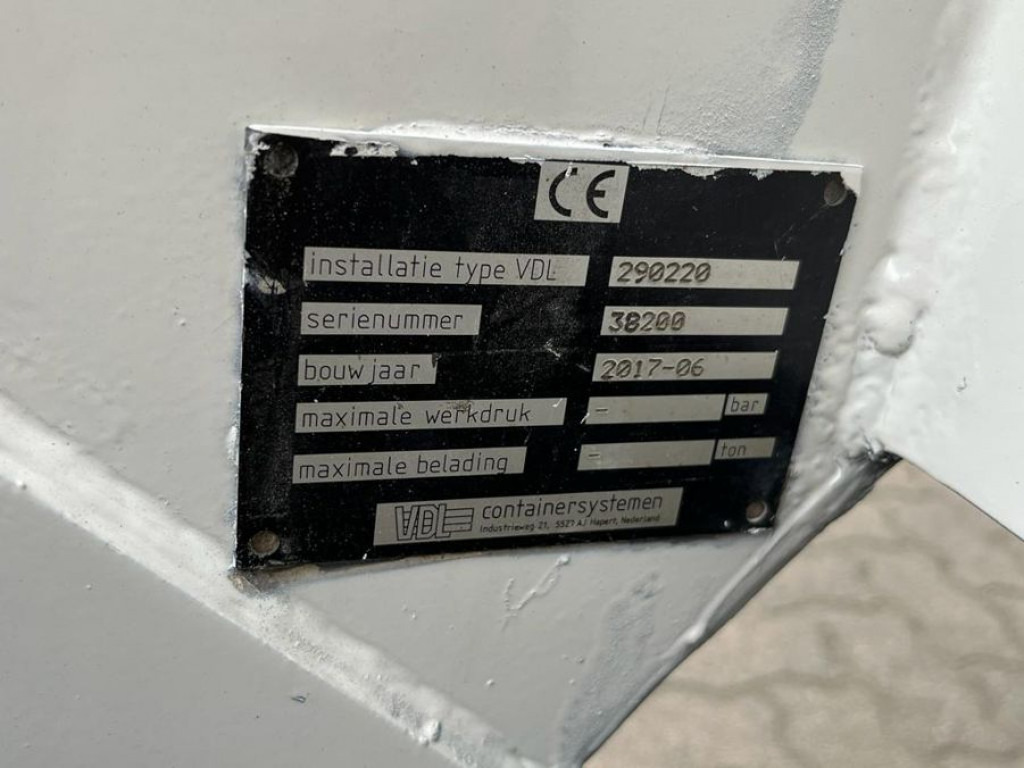 CE
installatie type VDL 290220
serienummer 38200
bouwjaar 2017-06
maximale werkdruk - bar
maximale belading - ton
VDL containersystemen
Industrieweg 21, 5527 AJ Hapert, Nederland